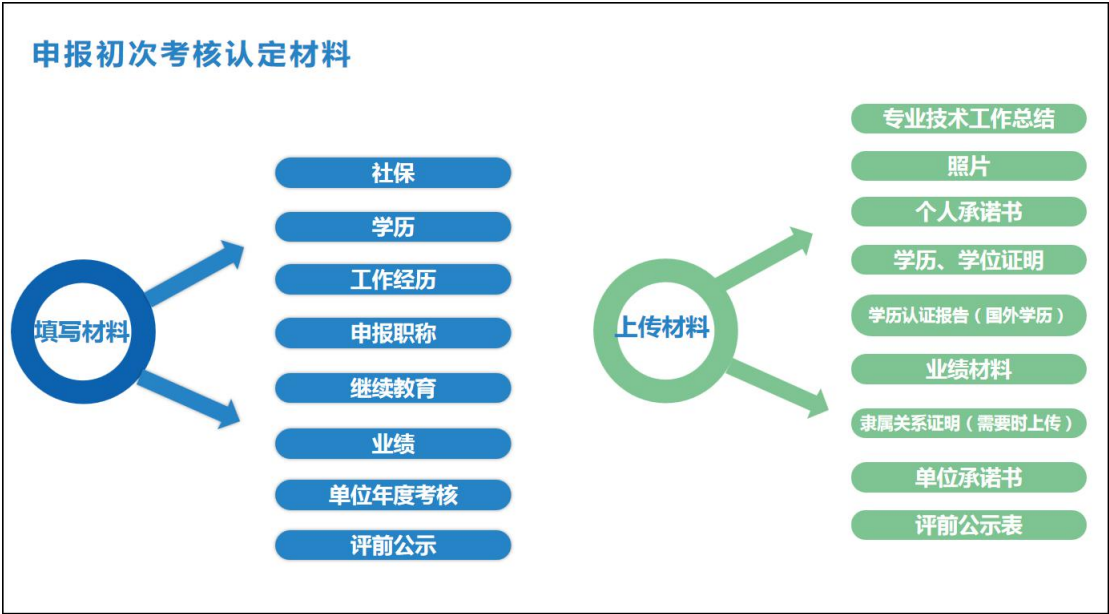 申报初次考核认定材料
填写材料
社保
学历
工作经历
申报职称
继续教育
业绩
单位年度考核
评前公示
上传材料
专业技术工作总结
照片
个人承诺书
学历、学位证明
学历认证报告（国外学历）
业绩材料
隶属关系证明（需要时上传）
单位承诺书
评前公示表